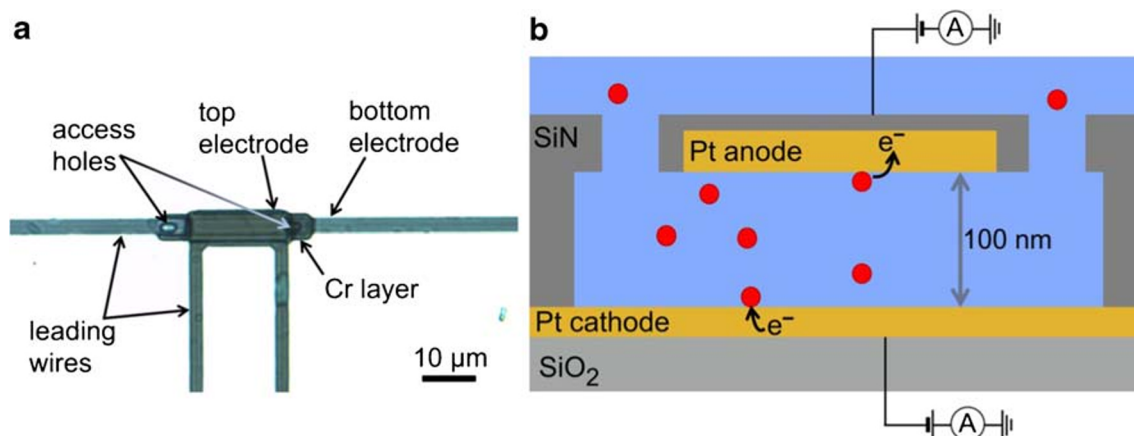 a
access
holes
top
electrode
bottom
electrode
Cr layer
leading
wires
10 µm
b
A
SiN
Pt anode
e⁻
100 nm
Pt cathode
e⁻
SiO₂
A